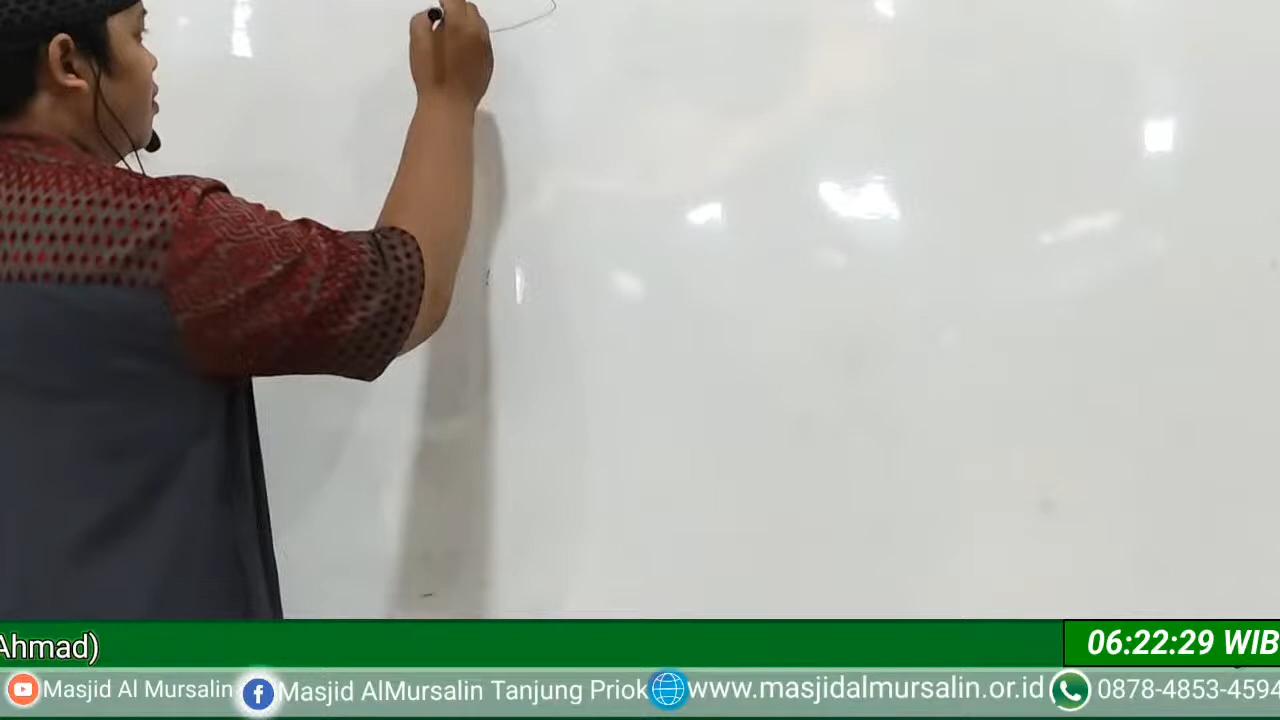 Ahmad)
06:22:29 WIB
Masjid Al Mursalin Masjid AlMursalin Tanjung Priok www.masjidalmursalin.or.id 0878-4853-4594